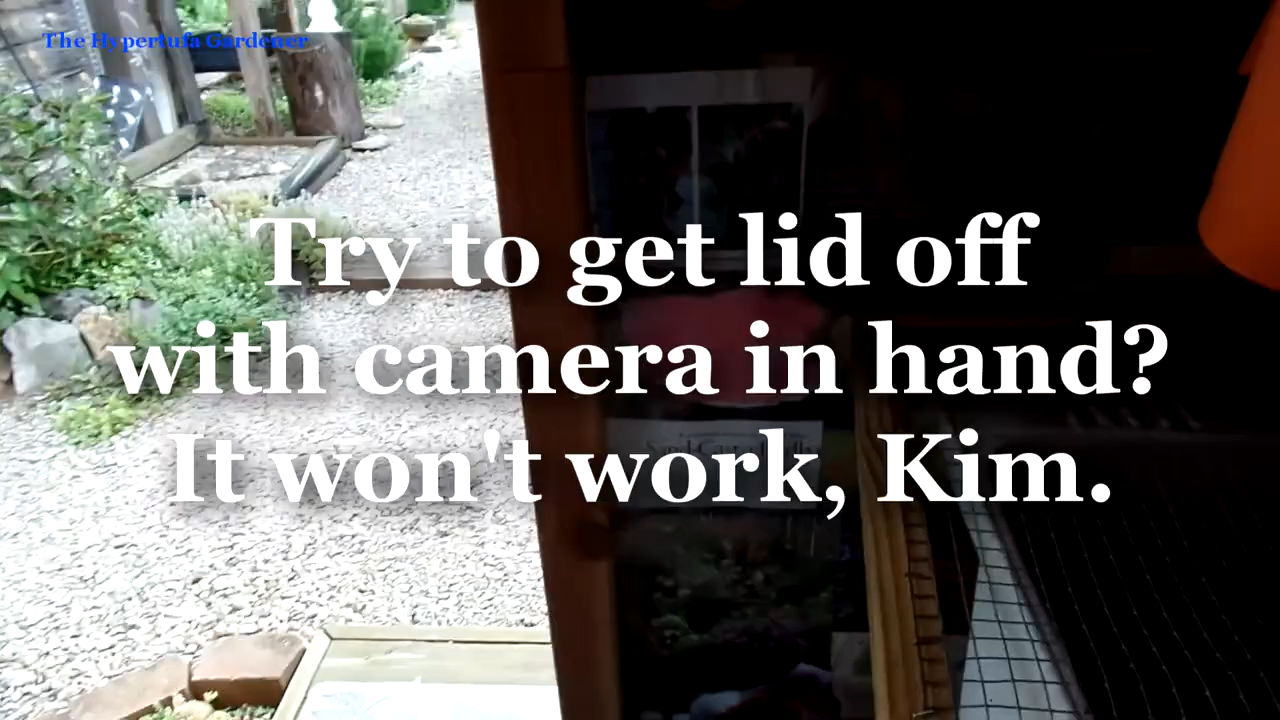 The Hypertufa Gardener
Try to get lid off
with camera in hand?
It won't work, Kim.